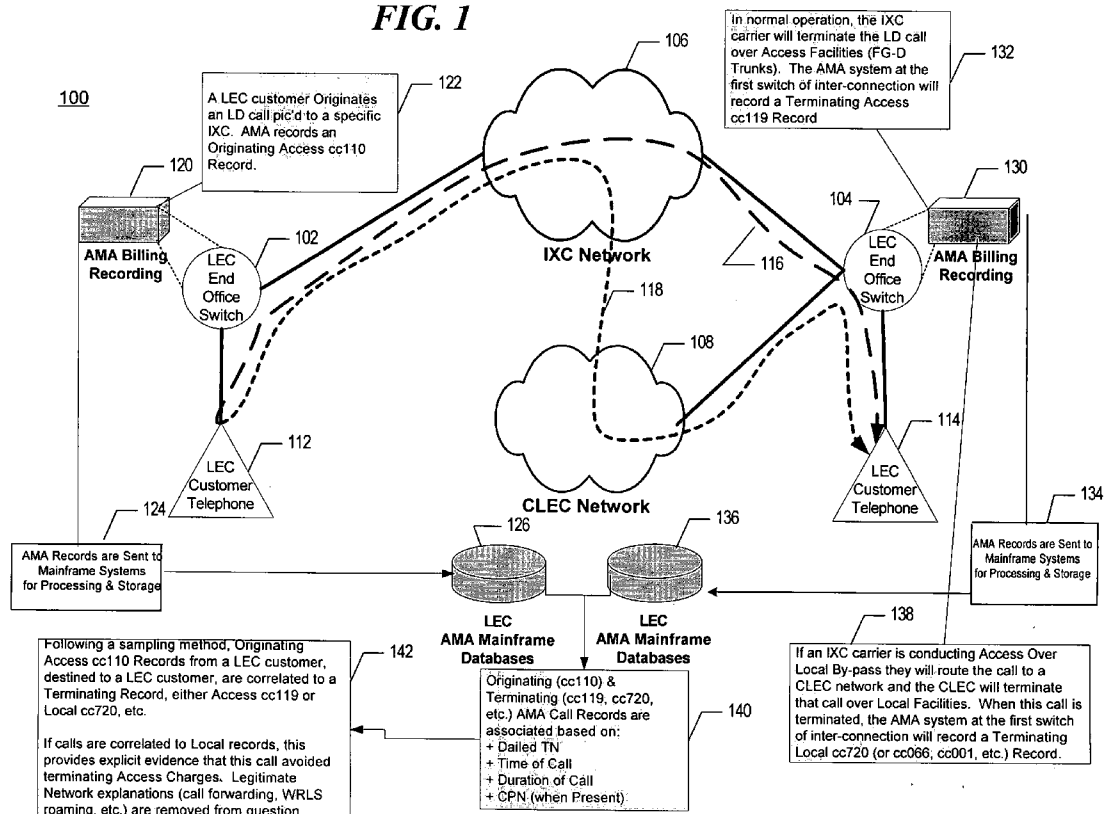 FIG. 1
100
106
122
A LEC customer Originates
an LD call pic'd to a specific
IXC. AMA records an
Originating Access cc110
Record.
In normal operation, the IXC
carrier will terminate the LD call
over Access Facilities (FG-D
Trunks). The AMA system at the
first switch of inter-connection will
record a Terminating Access
cc119 Record
132
120
AMA Billing
Recording
102
LEC
End
Office
Switch
IXC Network
116
118
104
LEC
End
Office
Switch
130
AMA Billing
Recording
108
CLEC Network
112
LEC
Customer
Telephone
114
LEC
Customer
Telephone
124
AMA Records are Sent to
Mainframe Systems
for Processing & Storage
126
LEC
AMA Mainframe
Databases
136
LEC
AMA Mainframe
Databases
134
AMA Records are Sent to
Mainframe Systems
for Processing & Storage
142
Following a sampling method, Originating
Access cc110 Records from a LEC customer,
destined to a LEC customer, are correlated to a
Terminating Record, either Access cc119 or
Local cc720, etc.
If calls are correlated to Local records, this
provides explicit evidence that this call avoided
terminating Access Charges. Legitimate
Network explanations (call forwarding, WRLS
roaming, etc.) are removed from question
140
Originating (cc110) &
Terminating (cc119, cc720,
etc.) AMA Call Records are
associated based on:
+ Dailed TN
+ Time of Call
+ Duration of Call
+ CPN (when Present)
138
If an IXC carrier is conducting Access Over
Local By-pass they will route the call to a
CLEC network and the CLEC will terminate
that call over Local Facilities. When this call is
terminated, the AMA system at the first switch
of inter-connection will record a Terminating
Local cc720 (or cc066, cc001, etc.) Record.